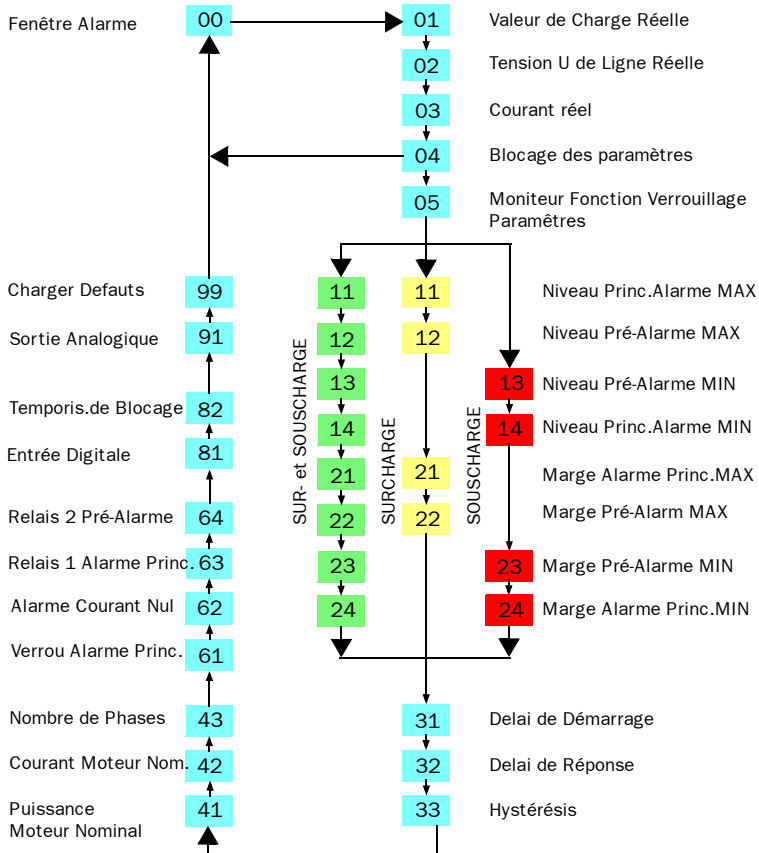 Fenêtre Alarme 00 01 Valeur de Charge Réelle
02 Tension U de Ligne Réelle
03 Courant réel
04 Blocage des paramètres
05 Moniteur Fonction Verrouillage
Paramêtres
Charger Defauts 99 11 11 Niveau Princ.Alarme MAX
Sortie Analogique 91 12 12 Niveau Pré-Alarme MAX
13 13 Niveau Pré-Alarme MIN
Temporis.de Blocage 82 14 14 Niveau Princ.Alarme MIN
SUR- et SOUSCHARGE
SURCHARGE
SOUSCHARGE
Entrée Digitale 81 21 21 Marge Alarme Princ.MAX
Relais 2 Pré-Alarme 64 22 22 Marge Pré-Alarm MAX
Relais 1 Alarme Princ. 63 23 23 Marge Pré-Alarme MIN
Alarme Courant Nul 62 24 24 Marge Alarme Princ.MIN
Verrou Alarme Princ. 61
Nombre de Phases 43 31 Delai de Démarrage
Courant Moteur Nom. 42 32 Delai de Réponse
Puissance
Moteur Nominal 41 33 Hystérésis